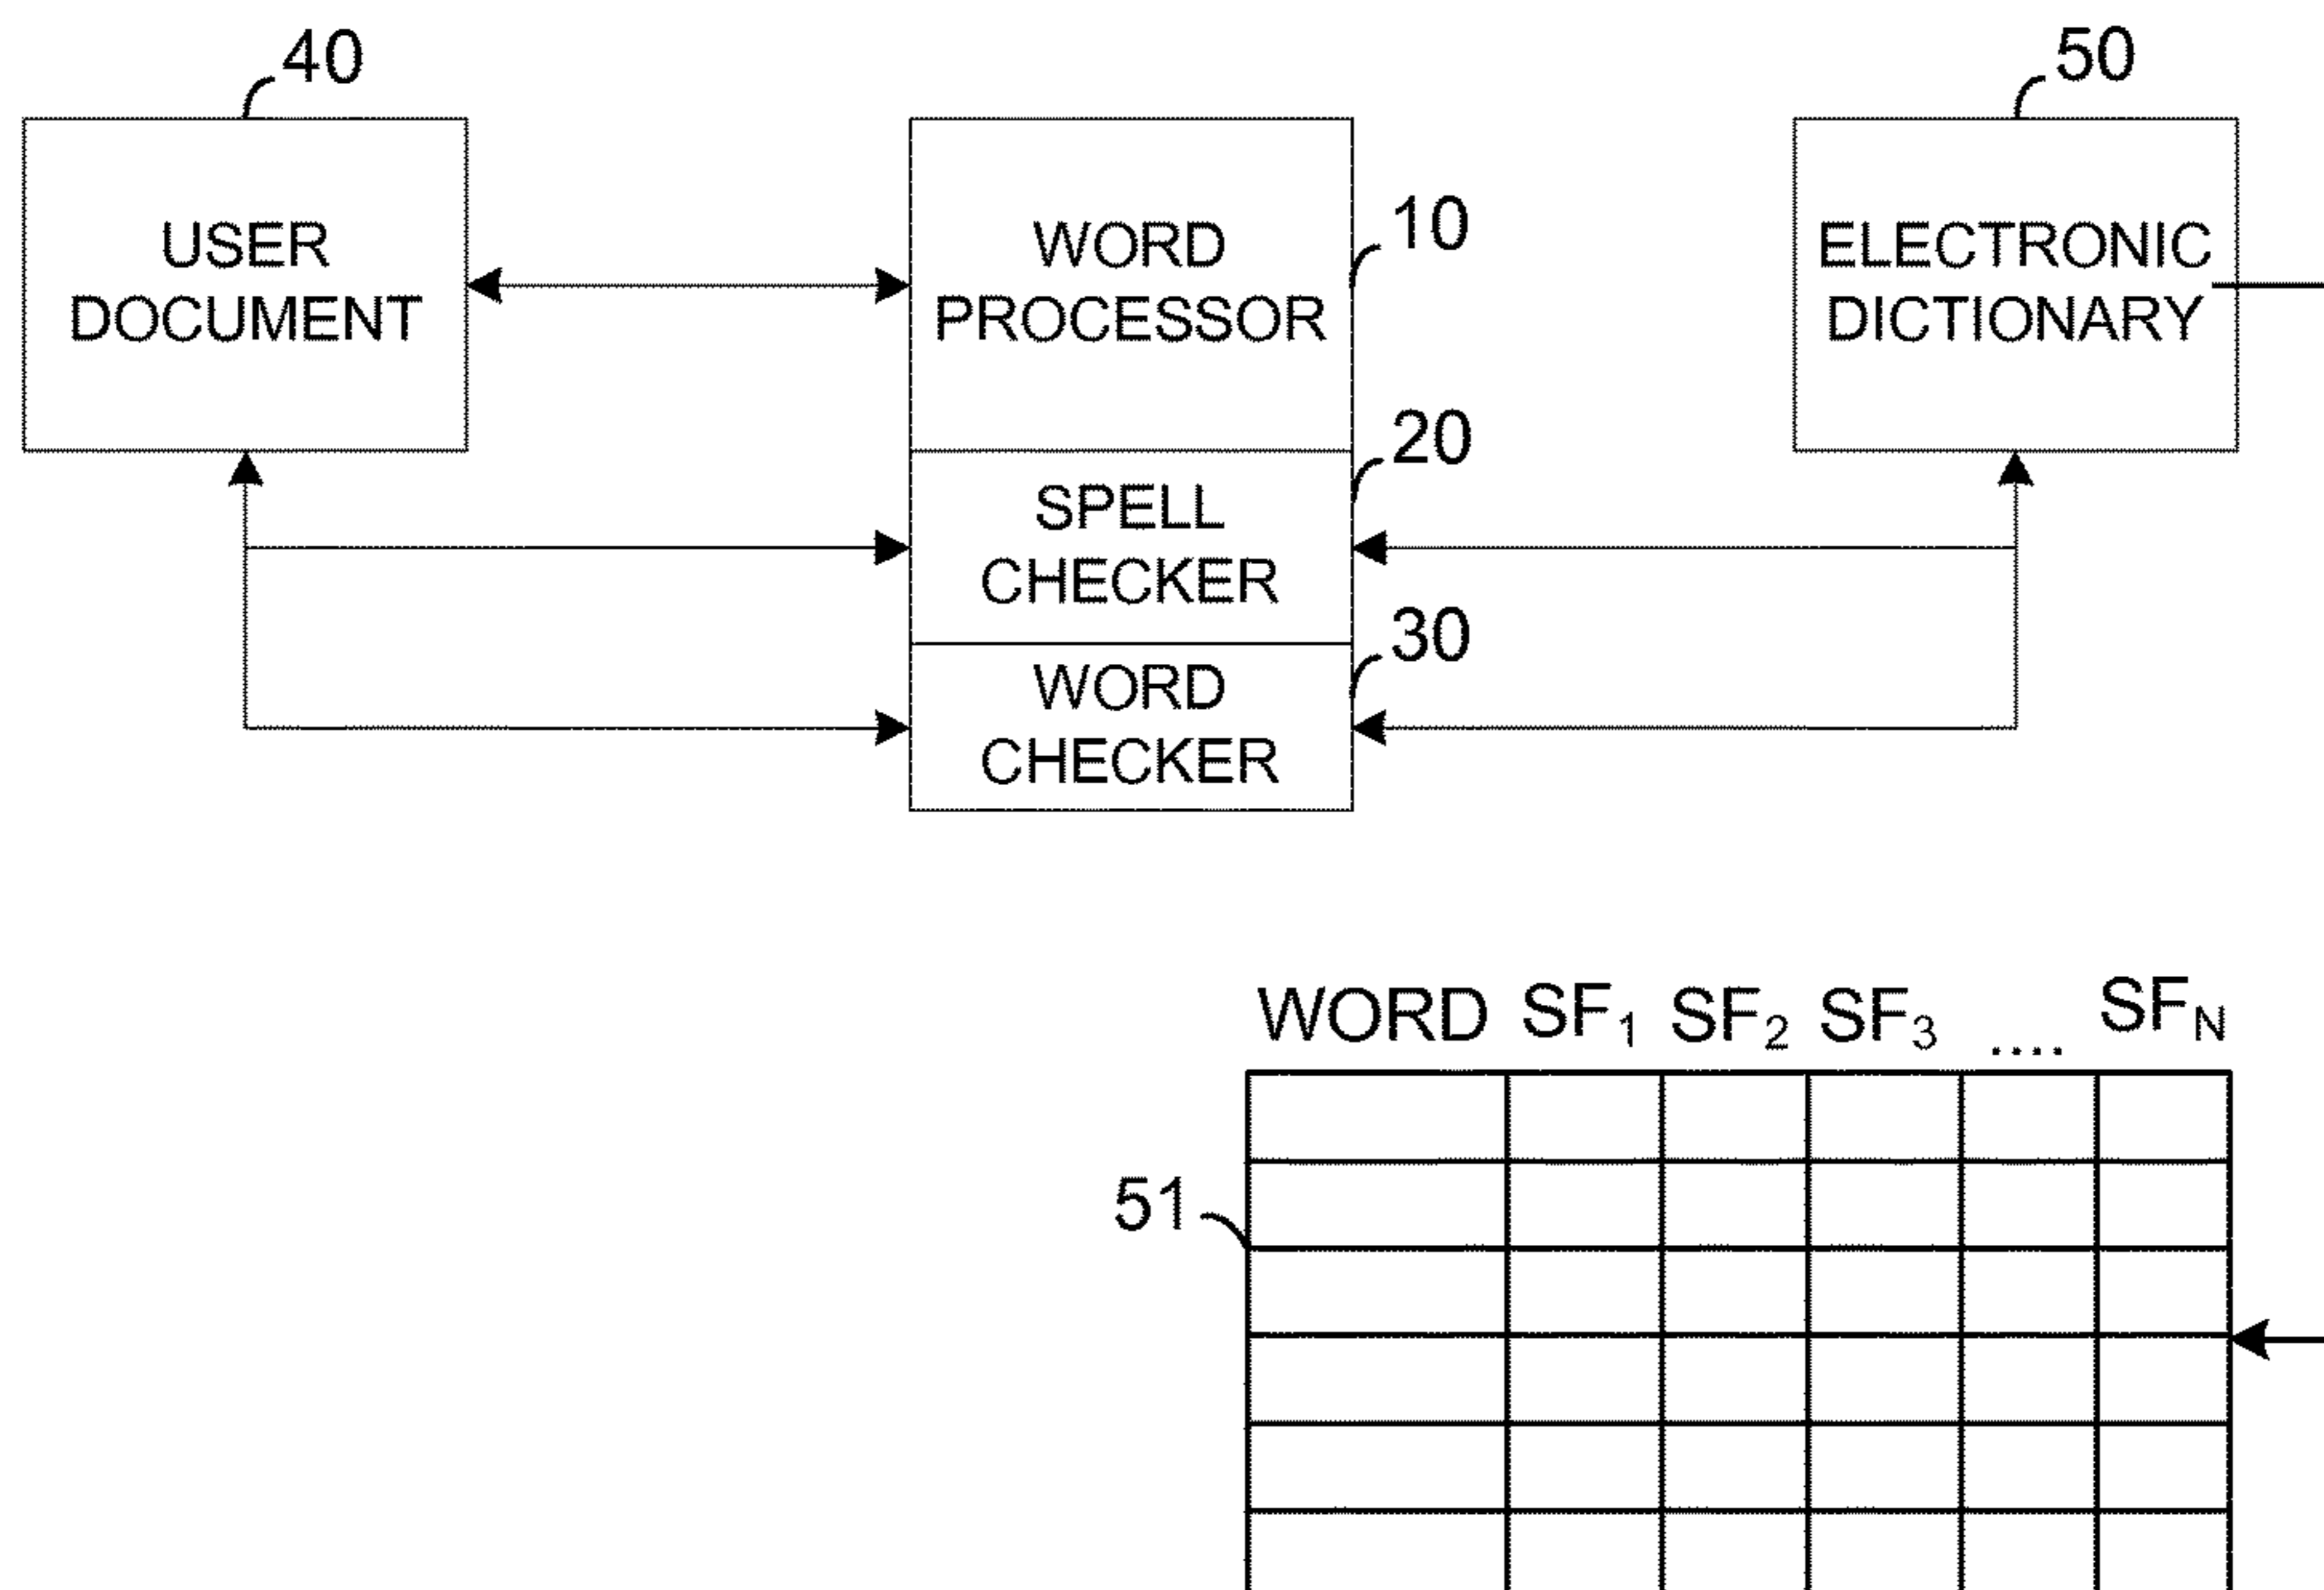 40
50
USER
DOCUMENT
WORD
PROCESSOR
10
ELECTRONIC
DICTIONARY
20
SPELL
CHECKER
30
WORD
CHECKER
WORD SF₁ SF₂ SF₃ .... SF_N
51